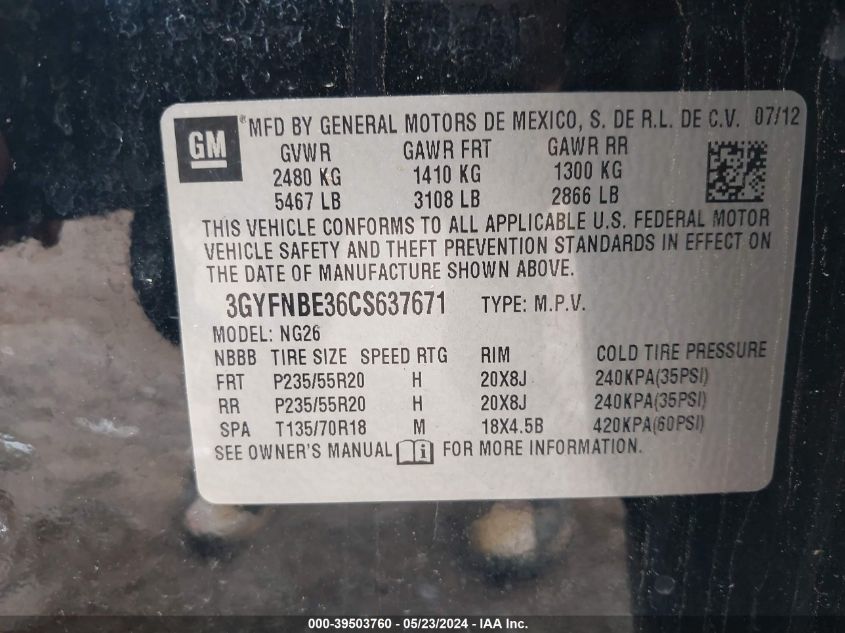 GM ® MFD BY GENERAL MOTORS DE MEXICO, S. DE R.L. DE C.V. 07/12
GVWR GAWR FRT GAWR RR
2480 KG 1410 KG 1300 KG
5467 LB 3108 LB 2866 LB
THIS VEHICLE CONFORMS TO ALL APPLICABLE U.S. FEDERAL MOTOR
VEHICLE SAFETY AND THEFT PREVENTION STANDARDS IN EFFECT ON
THE DATE OF MANUFACTURE SHOWN ABOVE.
3GYFNBE36CS637671 TYPE: M.P.V.
MODEL: NG26
NBBB TIRE SIZE SPEED RTG RIM COLD TIRE PRESSURE
FRT P235/55R20 H 20X8J 240KPA(35PSI)
RR P235/55R20 H 20X8J 240KPA(35PSI)
SPA T135/70R18 M 18X4.5B 420KPA(60PSI)
SEE OWNER'S MANUAL i FOR MORE INFORMATION.
000-39503760 - 05/23/2024 - IAA Inc.